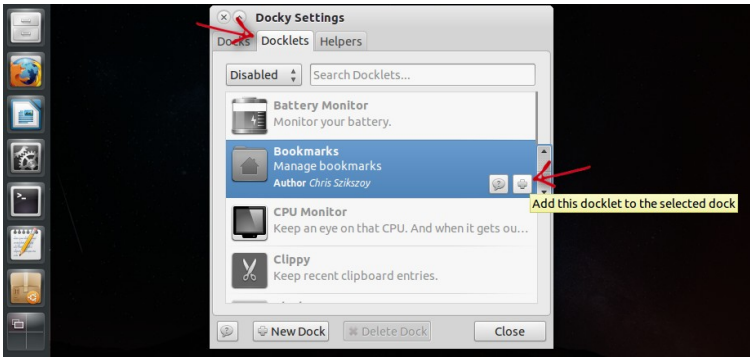 Docky Settings
Docks Docklets Helpers
Disabled Search Docklets...
Battery Monitor
Monitor your battery.
Bookmarks
Manage bookmarks
Author Chris Szikszoy
Add this docklet to the selected dock
CPU Monitor
Keep an eye on that CPU. And when it gets ou...
Clippy
Keep recent clipboard entries.
New Dock Delete Dock Close